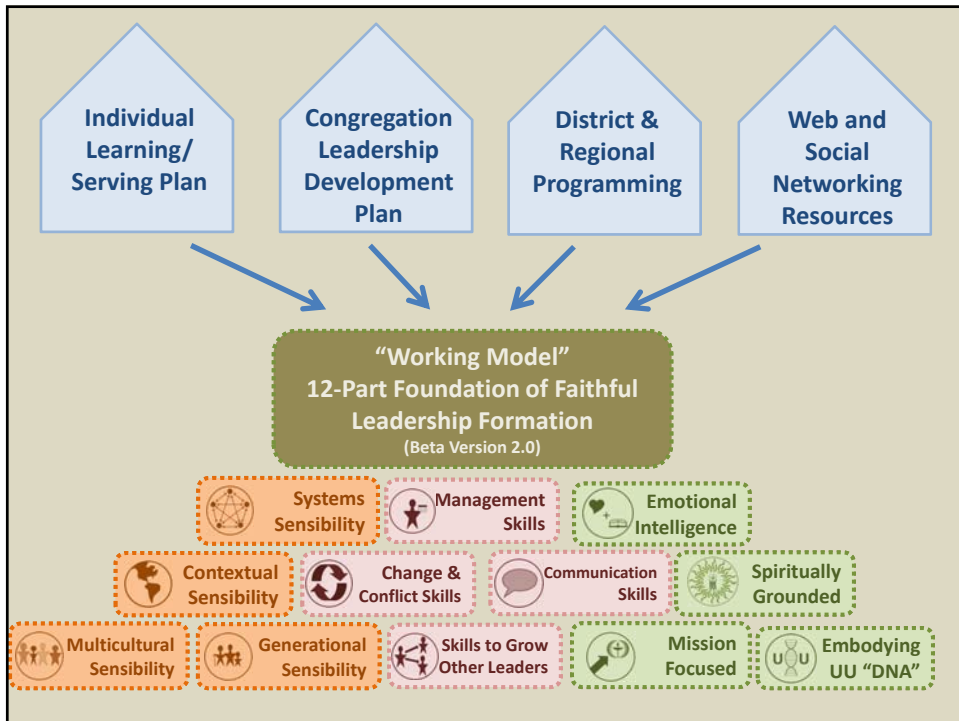 Individual
Learning/
Serving Plan
Congregation
Leadership
Development
Plan
District &
Regional
Programming
Web and
Social
Networking
Resources
“Working Model”
12-Part Foundation of Faithful
Leadership Formation
(Beta Version 2.0)
Systems
Sensibility
Management
Skills
Emotional
Intelligence
Contextual
Sensibility
Change &
Conflict Skills
Communication
Skills
Spiritually
Grounded
Multicultural
Sensibility
Generational
Sensibility
Skills to Grow
Other Leaders
Mission
Focused
U U
Embodying
UU “DNA”